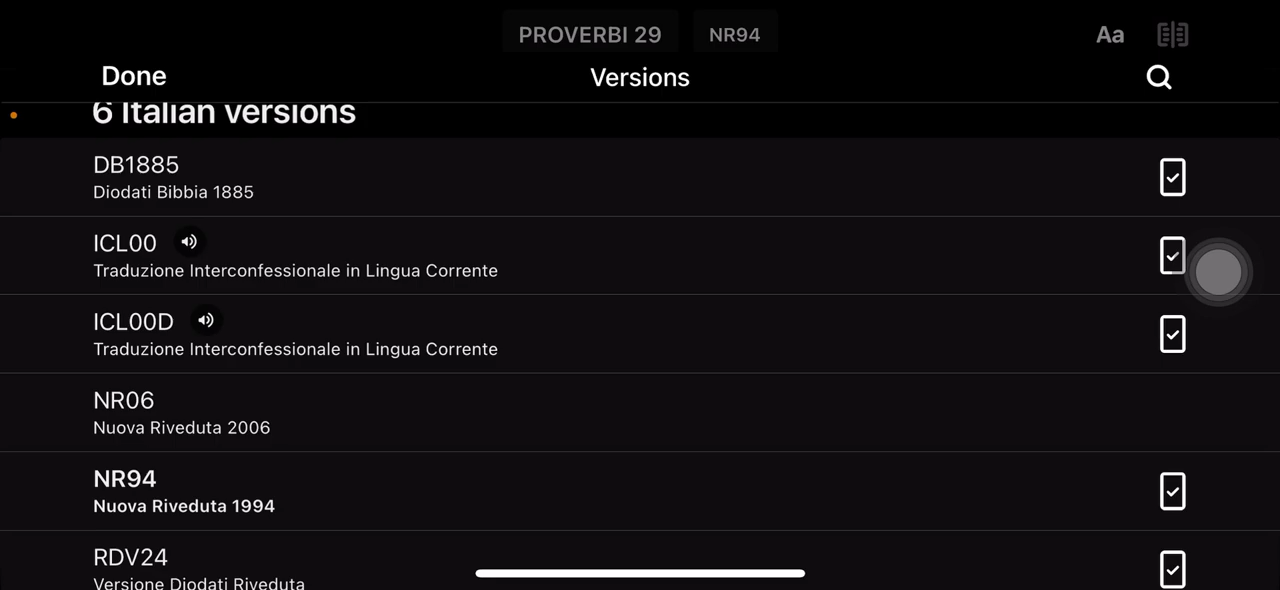 PROVERBI 29 NR94 Aa
Done Versions
6 Italian versions
DB1885
Diodati Bibbia 1885
ICL00
Traduzione Interconfessionale in Lingua Corrente
ICL00D
Traduzione Interconfessionale in Lingua Corrente
NR06
Nuova Riveduta 2006
NR94
Nuova Riveduta 1994
RDV24
Versione Diodati Riveduta